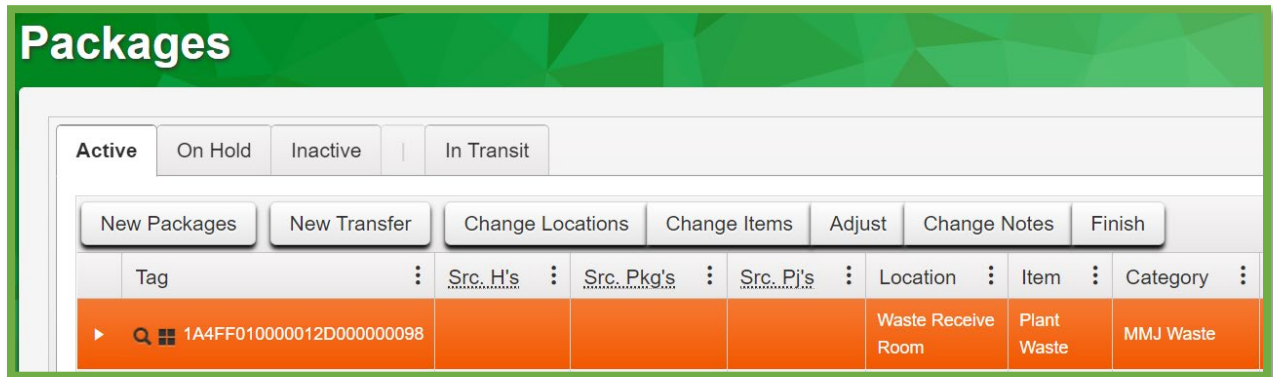 Packages
Active On Hold Inactive | In Transit
New Packages New Transfer Change Locations Change Items Adjust Change Notes Finish
Tag Src. H's Src. Pkg's Src. Pj's Location Item Category
1A4FF010000012D000000098 Waste Receive Room Plant Waste MMJ Waste